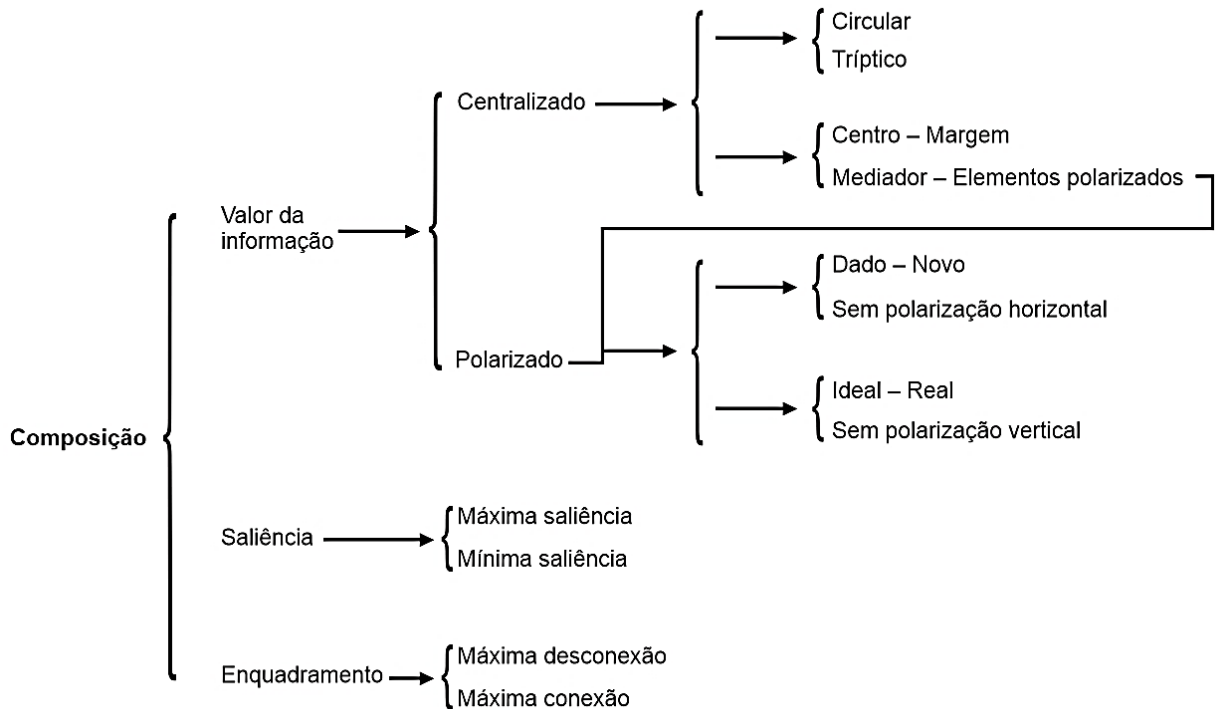 Circular
Tríptico
Centralizado
Centro – Margem
Mediador – Elementos polarizados
Valor da
informação
Dado – Novo
Sem polarização horizontal
Polarizado
Ideal – Real
Sem polarização vertical
Composição
Máxima saliência
Saliência
Mínima saliência
Máxima desconexão
Enquadramento
Máxima conexão